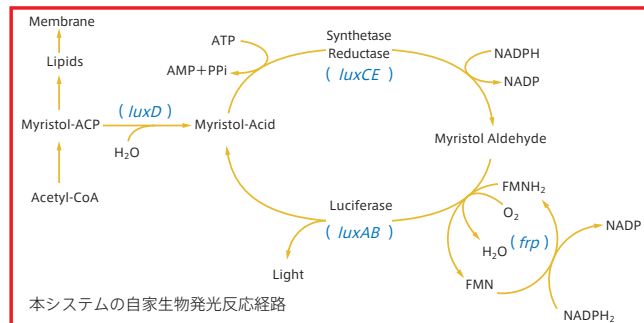 Membrane
Lipids
Myristol-ACP
Acetyl-CoA
( luxD )
H₂O
Myristol-Acid
ATP
AMP+PPi
Synthetase
Reductase
( luxCE )
NADPH
NADP
Myristol Aldehyde
Luciferase
( luxAB )
Light
FMNH₂
O₂
H₂O
( frp )
FMN
NADP
NADPH₂
本システムの自家生物発光反応経路